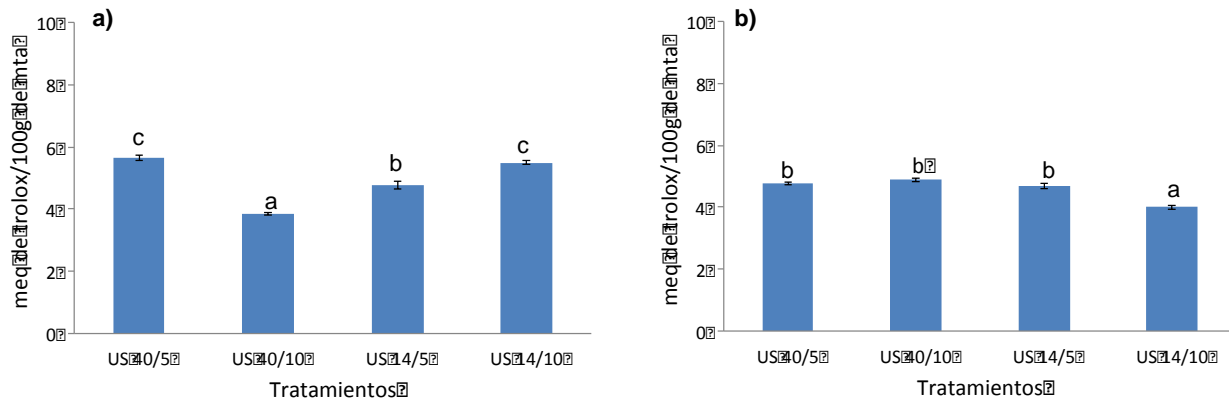 a)
meq de trolox/100g de mta
10
8
6
4
2
0
c
a
b
c
US 40/5
US 40/10
US 14/5
US 14/10
Tratamientos
b)
meq de trolox/100g de mta
10
8
6
4
2
0
b
b
b
a
US 40/5
US 40/10
US 14/5
US 14/10
Tratamientos